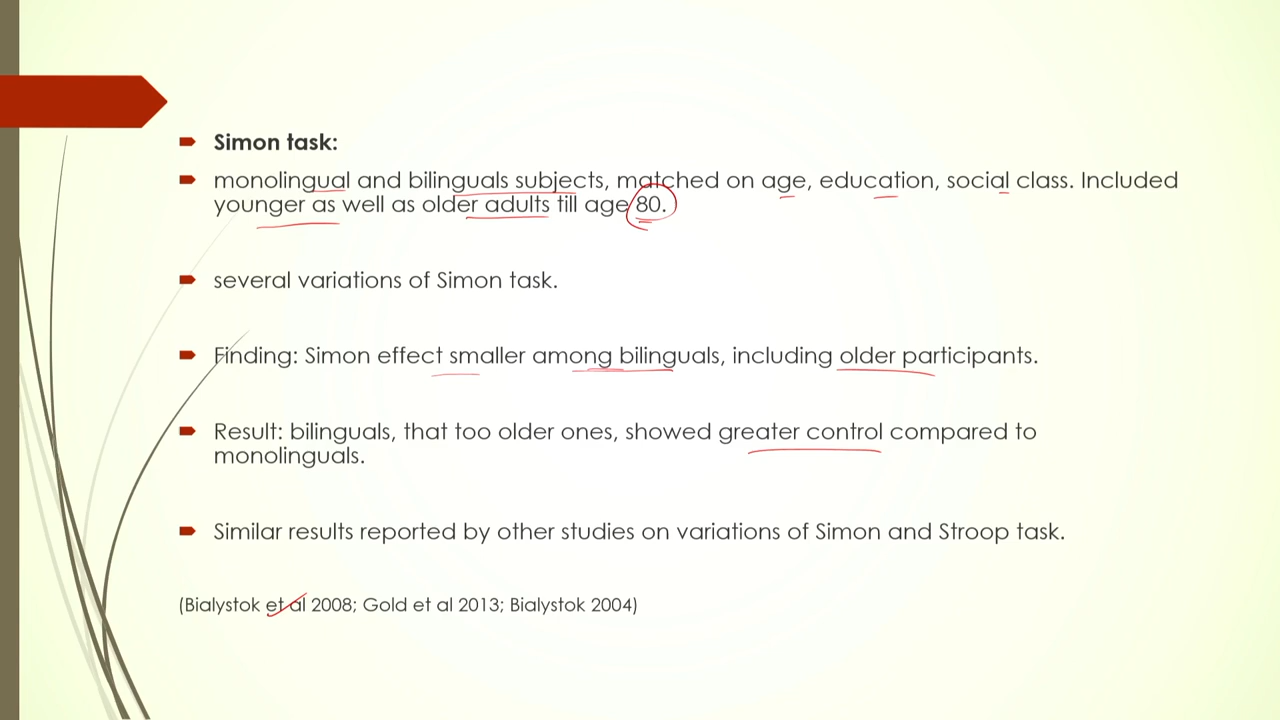 Simon task:
monolingual and bilinguals subjects, matched on age, education, social class. Included
younger as well as older adults till age 80.
several variations of Simon task.
Finding: Simon effect smaller among bilinguals, including older participants.
Result: bilinguals, that too older ones, showed greater control compared to
monolinguals.
Similar results reported by other studies on variations of Simon and Stroop task.
(Bialystok et al 2008; Gold et al 2013; Bialystok 2004)